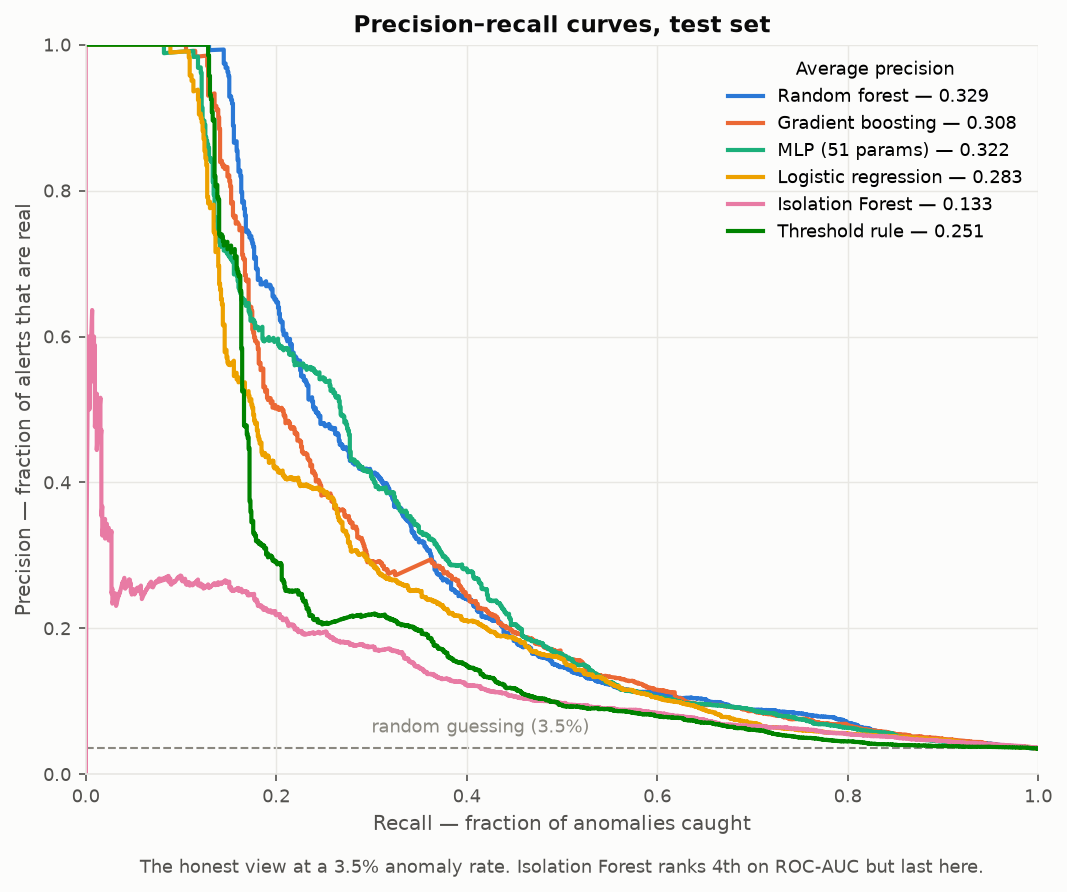 Precision–recall curves, test set
Precision — fraction of alerts that are real
1.0
0.8
0.6
0.4
0.2
0.0
Average precision
Random forest — 0.329
Gradient boosting — 0.308
MLP (51 params) — 0.322
Logistic regression — 0.283
Isolation Forest — 0.133
Threshold rule — 0.251
random guessing (3.5%)
0.0 0.2 0.4 0.6 0.8 1.0
Recall — fraction of anomalies caught
The honest view at a 3.5% anomaly rate. Isolation Forest ranks 4th on ROC-AUC but last here.